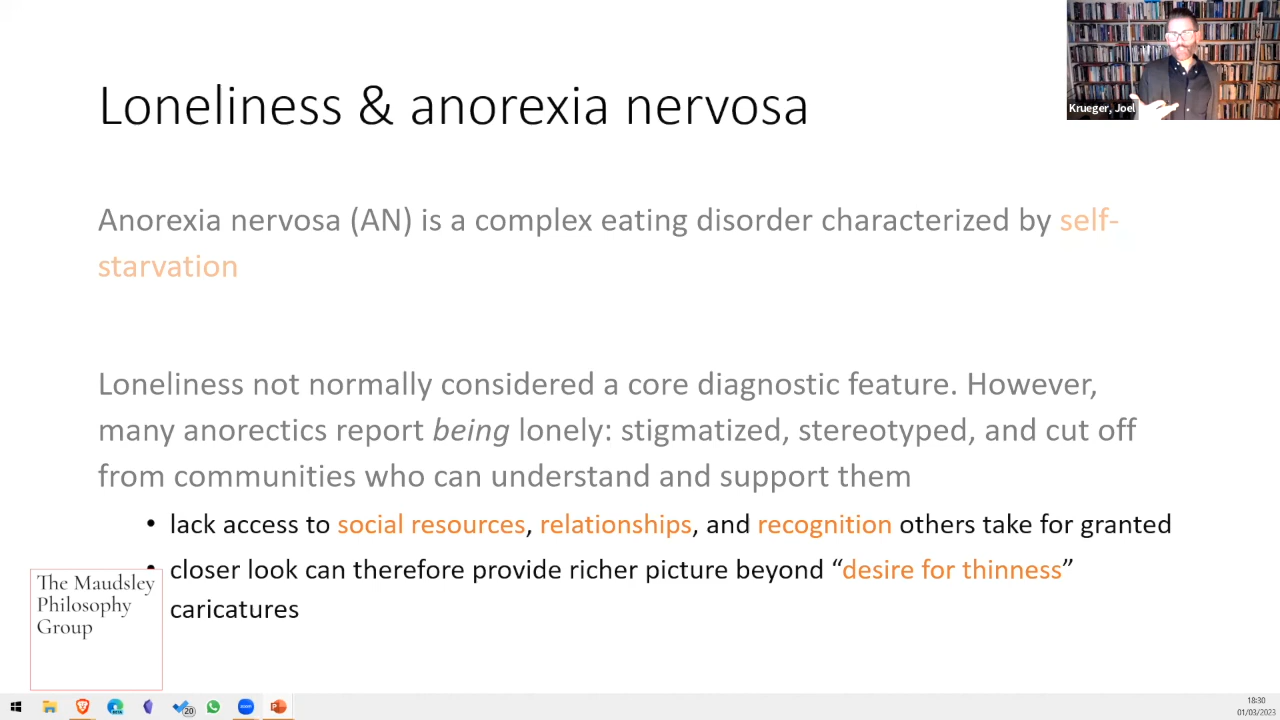 Loneliness & anorexia nervosa
Krueger, Joel
Anorexia nervosa (AN) is a complex eating disorder characterized by self-
starvation
Loneliness not normally considered a core diagnostic feature. However,
many anorectics report being lonely: stigmatized, stereotyped, and cut off
from communities who can understand and support them
• lack access to social resources, relationships, and recognition others take for granted
• closer look can therefore provide richer picture beyond “desire for thinness”
caricatures
The Maudsley
Philosophy
Group
20
18:30
01/03/2023